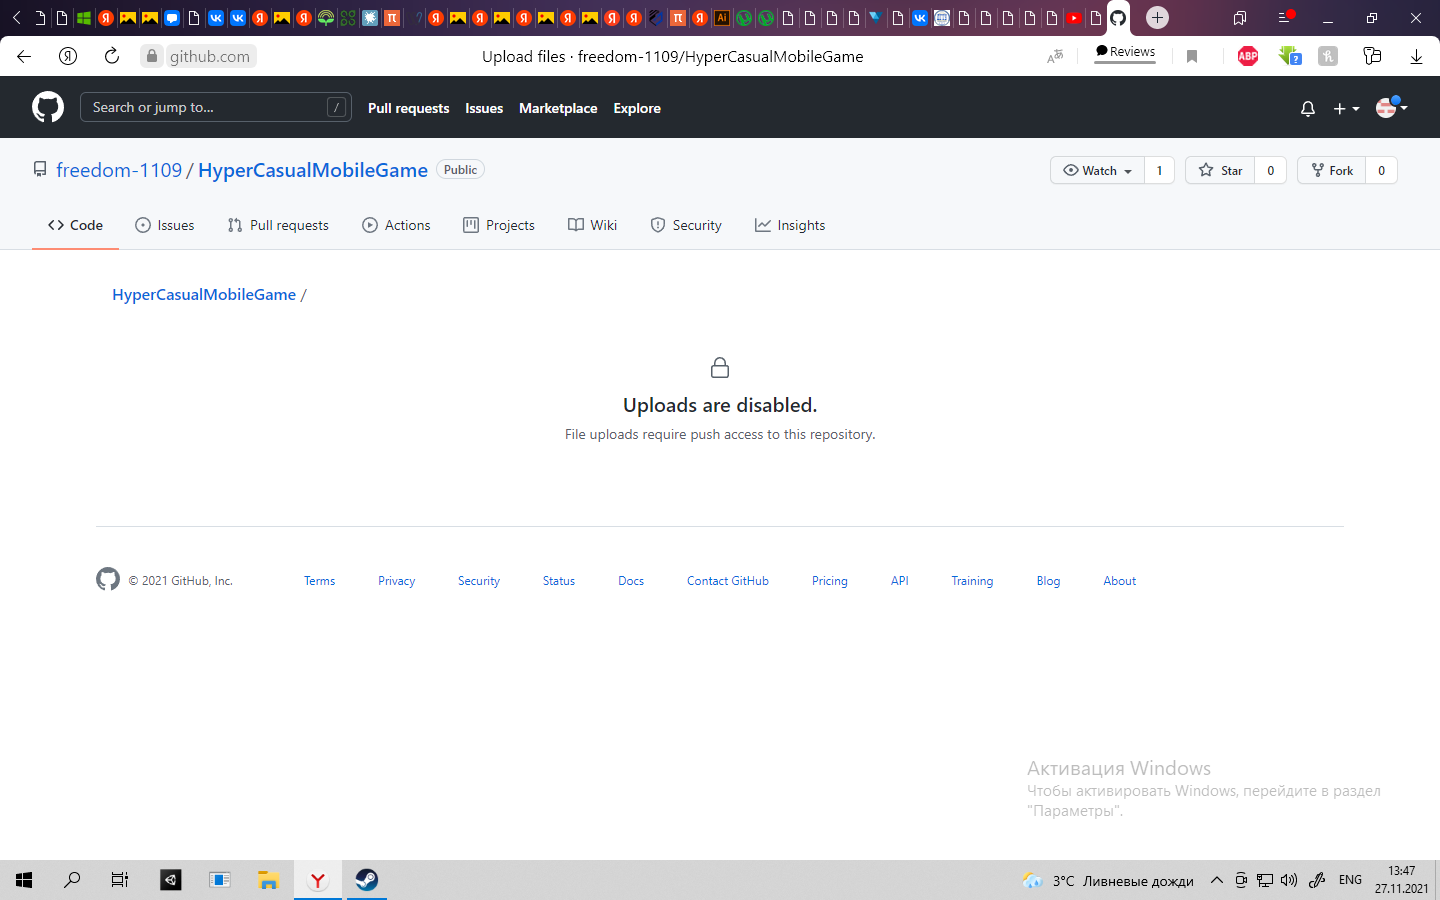 github.com
Upload files · freedom-1109/HyperCasualMobileGame
Reviews
ABP
Search or jump to...
/
Pull requests
Issues
Marketplace
Explore
freedom-1109 / HyperCasualMobileGame
Public
Watch
1
Star
0
Fork
0
Code
Issues
Pull requests
Actions
Projects
Wiki
Security
Insights
HyperCasualMobileGame /
Uploads are disabled.
File uploads require push access to this repository.
© 2021 GitHub, Inc.
Terms
Privacy
Security
Status
Docs
Contact GitHub
Pricing
API
Training
Blog
About
Активация Windows
Чтобы активировать Windows, перейдите в раздел
"Параметры".
3°C Ливневые дожди
ENG
13:47
27.11.2021